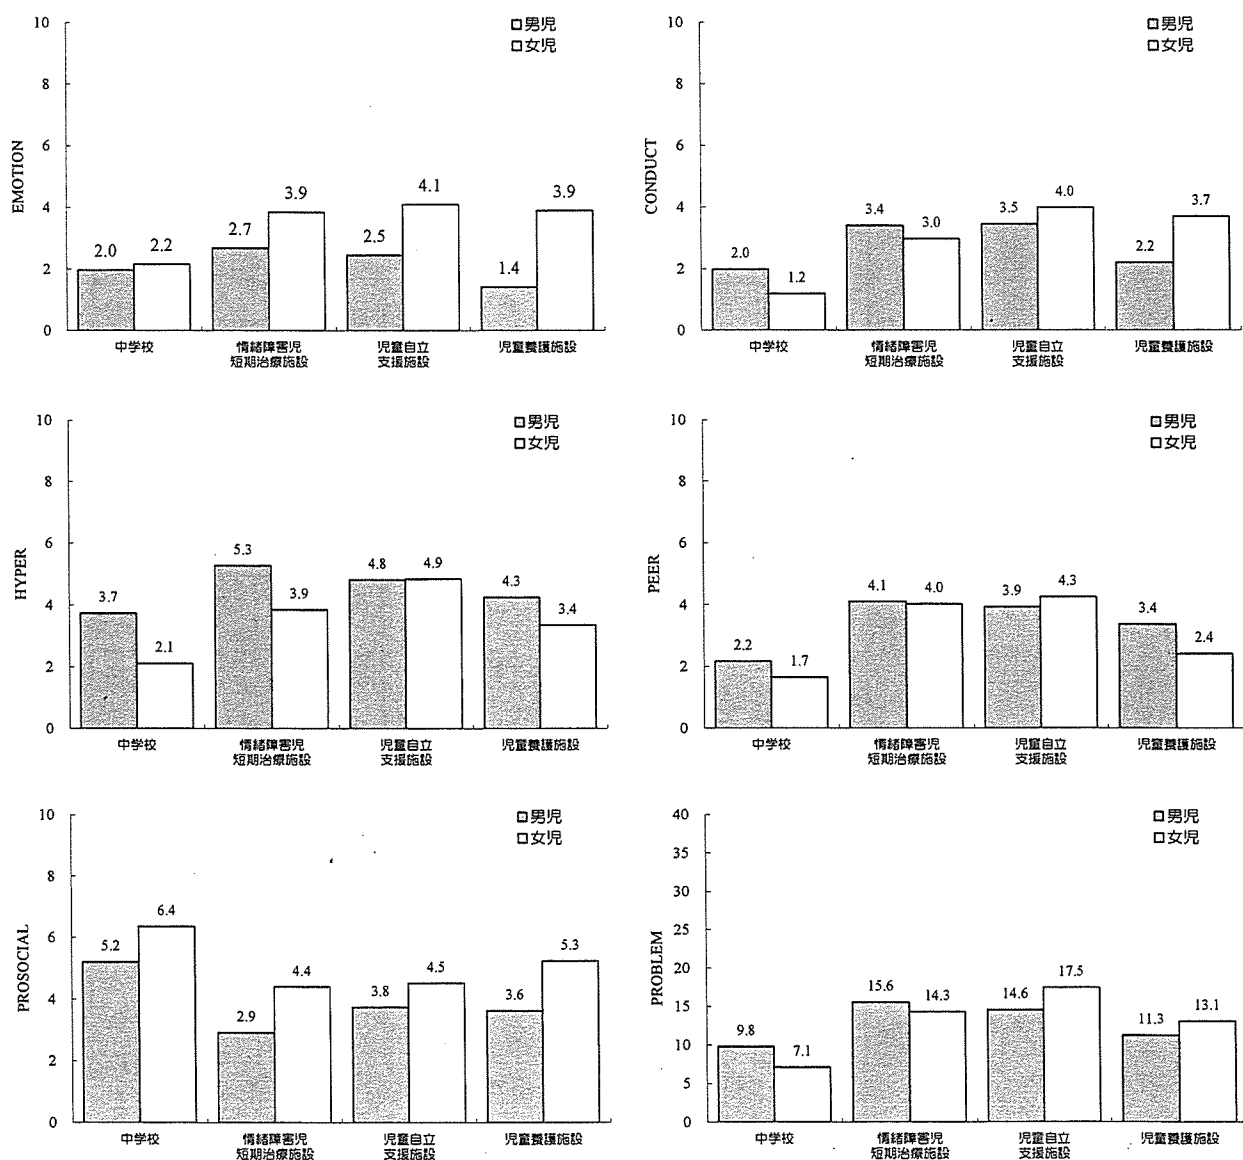 10
8
6
4
2
0
EMOTION
□男児
□女児
2.0
2.2
2.7
3.9
2.5
4.1
1.4
3.9
中学校
情緒障害児
短期治療施設
児童自立
支援施設
児童養護施設
10
8
6
4
2
0
CONDUCT
□男児
□女児
2.0
1.2
3.4
3.0
3.5
4.0
2.2
3.7
中学校
情緒障害児
短期治療施設
児童自立
支援施設
児童養護施設
10
8
6
4
2
0
HYPER
□男児
□女児
3.7
2.1
5.3
3.9
4.8
4.9
4.3
3.4
中学校
情緒障害児
短期治療施設
児童自立
支援施設
児童養護施設
10
8
6
4
2
0
PEER
□男児
□女児
2.2
1.7
4.1
4.0
3.9
4.3
3.4
2.4
中学校
情緒障害児
短期治療施設
児童自立
支援施設
児童養護施設
10
8
6
4
2
0
PROSOCIAL
□男児
□女児
5.2
6.4
2.9
4.4
3.8
4.5
3.6
5.3
中学校
情緒障害児
短期治療施設
児童自立
支援施設
児童養護施設
40
35
30
25
20
15
10
5
0
PROBLEM
□男児
□女児
9.8
7.1
15.6
14.3
14.6
17.5
11.3
13.1
中学校
情緒障害児
短期治療施設
児童自立
支援施設
児童養護施設